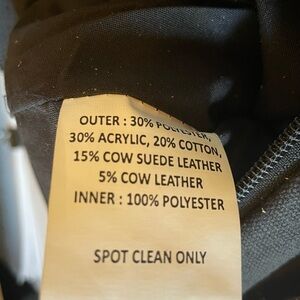 OUTER : 30% POLYESTER,
30% ACRYLIC, 20% COTTON,
15% COW SUEDE LEATHER
5% COW LEATHER
INNER : 100% POLYESTER
SPOT CLEAN ONLY